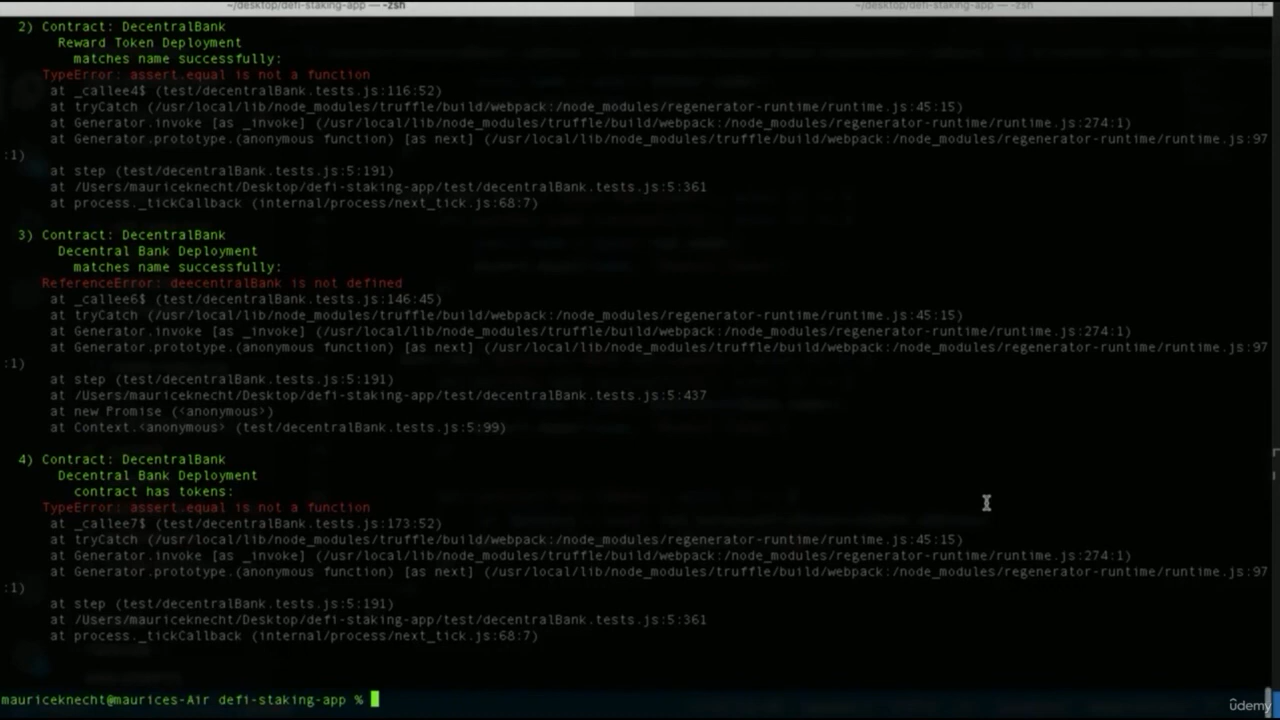 ~/desktop/defi-staking-app — -zsh
~/desktop/defi-staking-app — -zsh
+
2) Contract: DecentralBank
Reward Token Deployment
matches name successfully:
TypeError: assert.equal is not a function
at _callee4$ (test/decentralBank.tests.js:116:52)
at tryCatch (/usr/local/lib/node_modules/truffle/build/webpack:/node_modules/regenerator-runtime/runtime.js:45:15)
at Generator.invoke [as _invoke] (/usr/local/lib/node_modules/truffle/build/webpack:/node_modules/regenerator-runtime/runtime.js:274:1)
at Generator.prototype.(anonymous function) [as next] (/usr/local/lib/node_modules/truffle/build/webpack:/node_modules/regenerator-runtime/runtime.js:97
:1)
at step (test/decentralBank.tests.js:5:191)
at /Users/mauriceknecht/Desktop/defi-staking-app/test/decentralBank.tests.js:5:361
at process._tickCallback (internal/process/next_tick.js:68:7)
3) Contract: DecentralBank
Decentral Bank Deployment
matches name successfully:
ReferenceError: deecentralBank is not defined
at _callee6$ (test/decentralBank.tests.js:146:45)
at tryCatch (/usr/local/lib/node_modules/truffle/build/webpack:/node_modules/regenerator-runtime/runtime.js:45:15)
at Generator.invoke [as _invoke] (/usr/local/lib/node_modules/truffle/build/webpack:/node_modules/regenerator-runtime/runtime.js:274:1)
at Generator.prototype.(anonymous function) [as next] (/usr/local/lib/node_modules/truffle/build/webpack:/node_modules/regenerator-runtime/runtime.js:97
:1)
at step (test/decentralBank.tests.js:5:191)
at /Users/mauriceknecht/Desktop/defi-staking-app/test/decentralBank.tests.js:5:437
at new Promise (<anonymous>)
at Context.<anonymous> (test/decentralBank.tests.js:5:99)
4) Contract: DecentralBank
Decentral Bank Deployment
contract has tokens:
TypeError: assert.equal is not a function
at _callee7$ (test/decentralBank.tests.js:173:52)
at tryCatch (/usr/local/lib/node_modules/truffle/build/webpack:/node_modules/regenerator-runtime/runtime.js:45:15)
at Generator.invoke [as _invoke] (/usr/local/lib/node_modules/truffle/build/webpack:/node_modules/regenerator-runtime/runtime.js:274:1)
at Generator.prototype.(anonymous function) [as next] (/usr/local/lib/node_modules/truffle/build/webpack:/node_modules/regenerator-runtime/runtime.js:97
:1)
at step (test/decentralBank.tests.js:5:191)
at /Users/mauriceknecht/Desktop/defi-staking-app/test/decentralBank.tests.js:5:361
at process._tickCallback (internal/process/next_tick.js:68:7)
mauriceknecht@maurices-Air defi-staking-app %
udemy